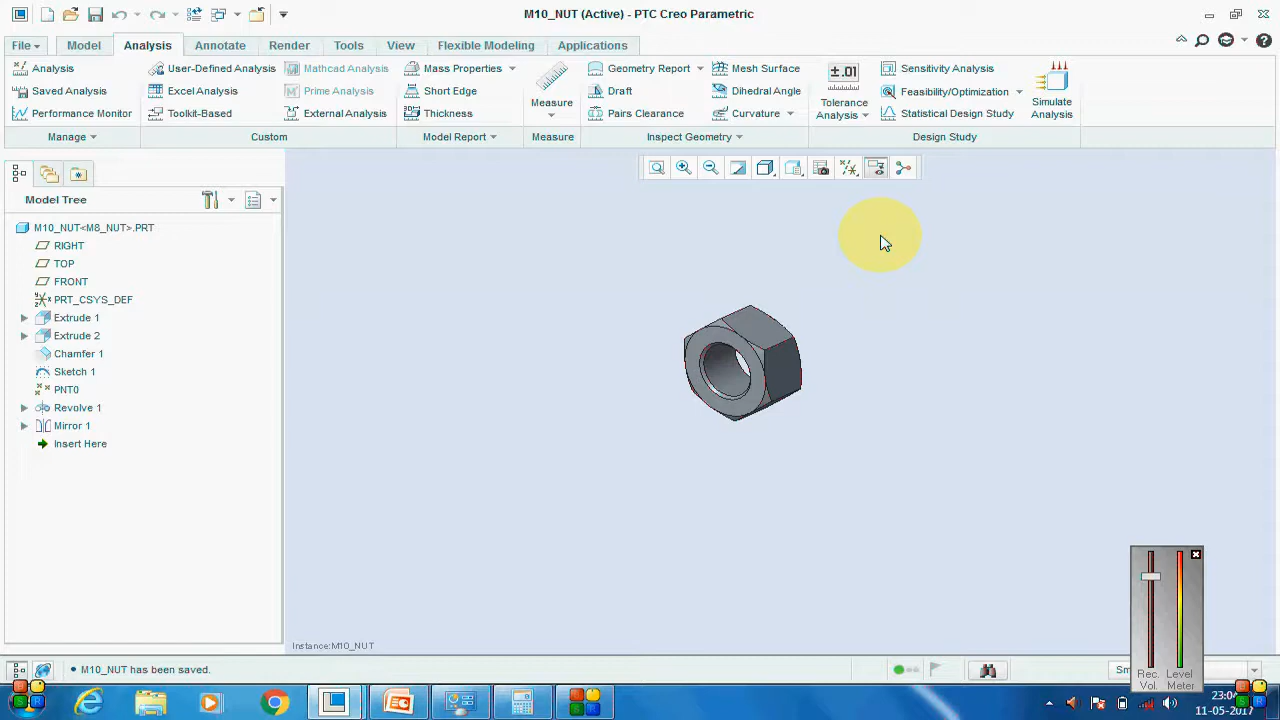 M10_NUT (Active) - PTC Creo Parametric
File Model Analysis Annotate Render Tools View Flexible Modeling Applications
Analysis
Saved Analysis
Performance Monitor
Manage
User-Defined Analysis
Excel Analysis
Toolkit-Based
Mathcad Analysis
Prime Analysis
External Analysis
Custom
Mass Properties
Short Edge
Thickness
Model Report
Measure
Measure
Geometry Report
Draft
Pairs Clearance
Mesh Surface
Dihedral Angle
Curvature
Inspect Geometry
±.01
Tolerance
Analysis
Sensitivity Analysis
Feasibility/Optimization
Statistical Design Study
Simulate
Analysis
Design Study
Model Tree
M10_NUT<M8_NUT>.PRT
RIGHT
TOP
FRONT
PRT_CSYS_DEF
Extrude 1
Extrude 2
Chamfer 1
Sketch 1
PNT0
Revolve 1
Mirror 1
Insert Here
Instance:M10_NUT
• M10_NUT has been saved.
Rec. Level
Vol. Meter